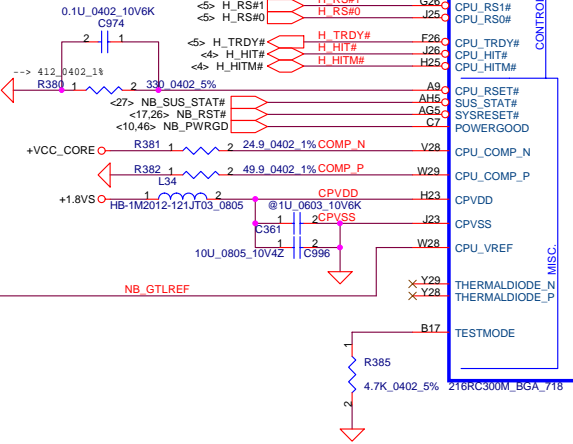 <5> H_RS#1 H_RS#1 G26 CPU_RS1#
<5> H_RS#0 H_RS#0 J25 CPU_RS0#
0.1U_0402_10V6K
C974
2 1
CONTROL
<5> H_TRDY# H_TRDY# F26 CPU_TRDY#
<4> H_HIT# H_HIT# J26 CPU_HIT#
<4> H_HITM# H_HITM# H25 CPU_HITM#
--> 412_0402_1%
R380 1 2 330_0402_5% A9 CPU_RSET#
<27> NB_SUS_STAT# AH5 SUS_STAT#
<17,26> NB_RST# AG5 SYSRESET#
<10,46> NB_PWRGD C7 POWERGOOD
+VCC_CORE R381 1 2 24.9_0402_1% COMP_N V28 CPU_COMP_N
R382 1 2 49.9_0402_1% COMP_P W29 CPU_COMP_P
L34
+1.8VS 1 2 CPVDD H23 CPVDD
HB-1M2012-121JT03_0805 @1U_0603_10V6K
1 2 CPVSS J23 CPVSS
C361
10U_0805_10V4Z 1 2 C996
W28 CPU_VREF
MISC.
NB_GTLREF
Y29 THERMALDIODE_N
Y28 THERMALDIODE_P
B17 TESTMODE
1
R385
4.7K_0402_5%
2
216RC300M_BGA_718